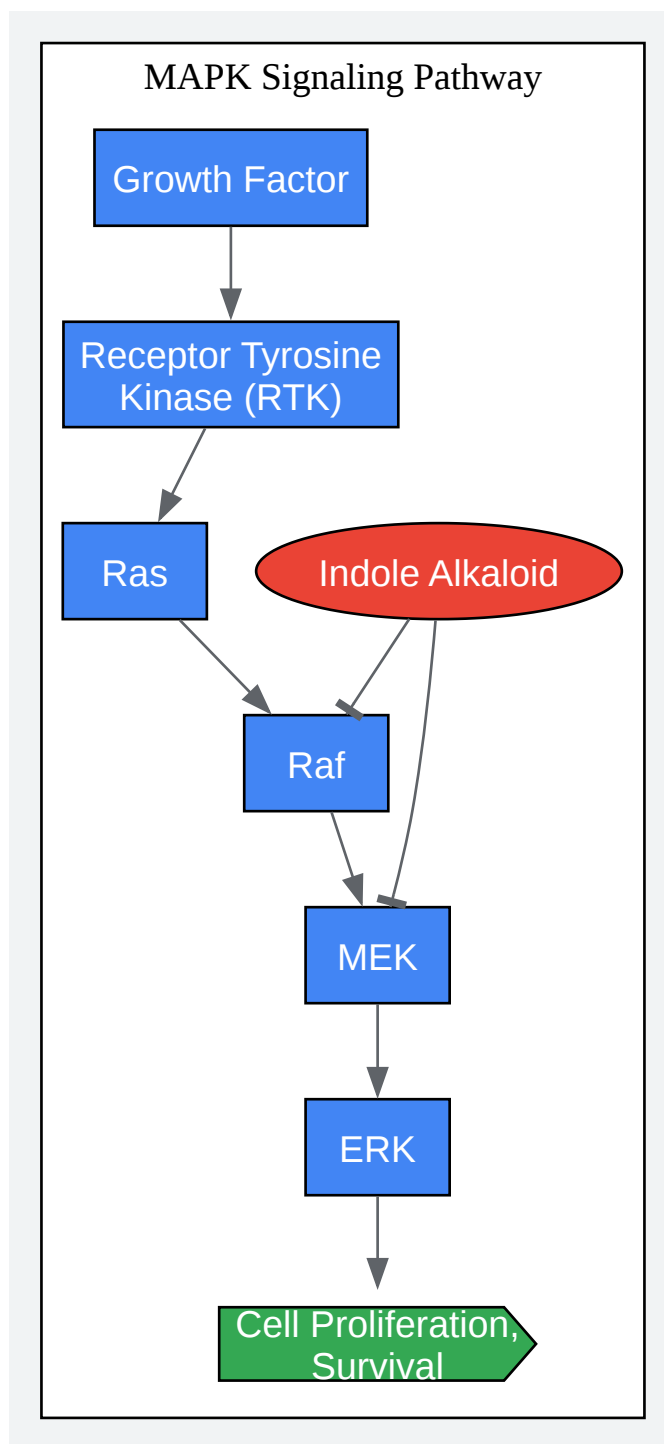 MAPK Signaling Pathway
Growth Factor
Receptor Tyrosine
Kinase (RTK)
Ras
Indole Alkaloid
Raf
MEK
ERK
Cell Proliferation,
Survival